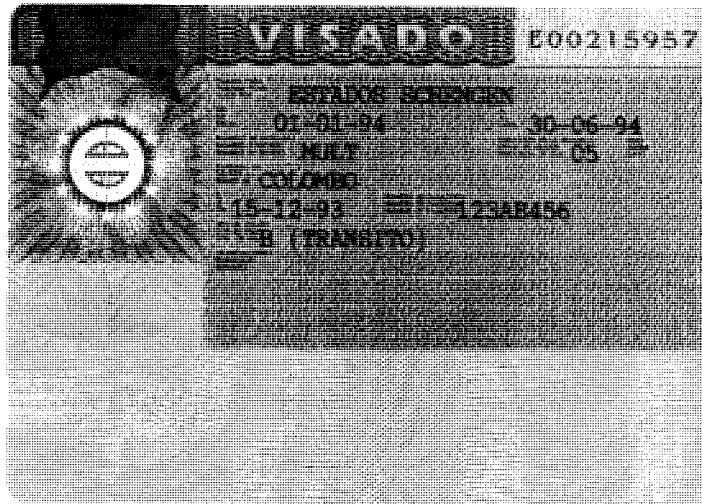 VISADO E00215957
ESTADOS SCHENGEN
01-01-94 30-06-94
MULT 05
COLOMBO
15-12-93 123AB456
B (TRANSITO)